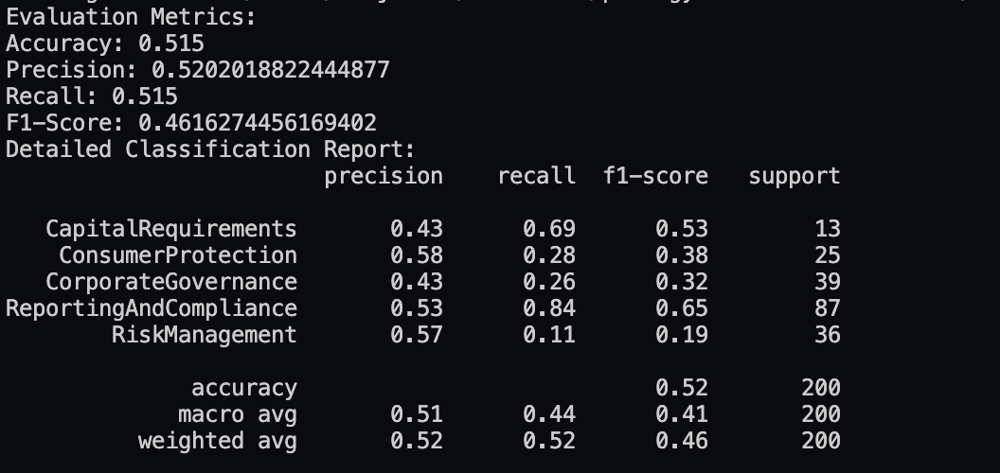 Evaluation Metrics:
Accuracy: 0.515
Precision: 0.5202018822444877
Recall: 0.515
F1-Score: 0.4616274456169402
Detailed Classification Report:
precision recall f1-score support
CapitalRequirements 0.43 0.69 0.53 13
ConsumerProtection 0.58 0.28 0.38 25
CorporateGovernance 0.43 0.26 0.32 39
ReportingAndCompliance 0.53 0.84 0.65 87
RiskManagement 0.57 0.11 0.19 36
accuracy 0.52 200
macro avg 0.51 0.44 0.41 200
weighted avg 0.52 0.52 0.46 200